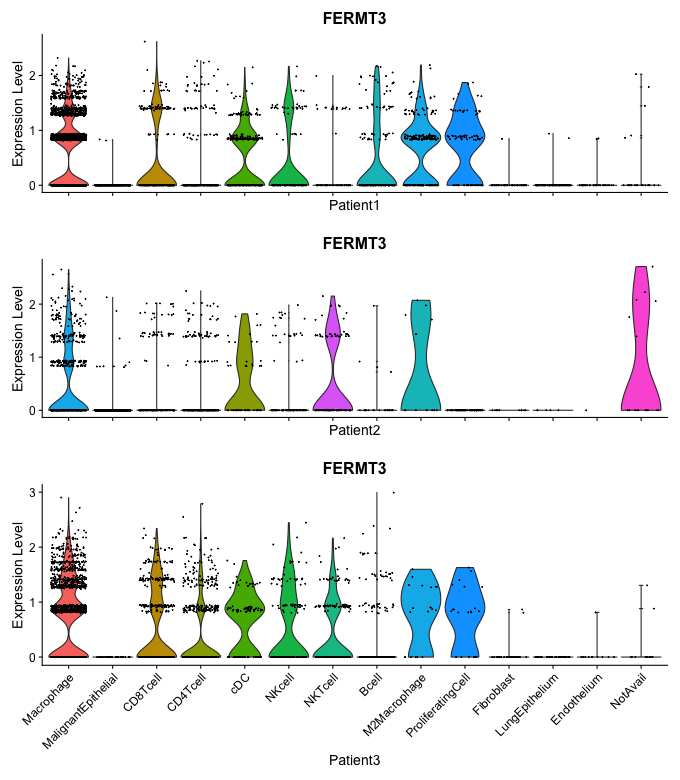 FERMT3
Expression Level
2
1
0
Patient1
FERMT3
Expression Level
2
1
0
Patient2
FERMT3
Expression Level
3
2
1
0
Macrophage
MalignantEpithelial
CD8Tcell
CD4Tcell
cDC
NKcell
NKTcell
Bcell
M2Macrophage
ProliferatingCell
Fibroblast
LungEpithelium
Endothelium
NotAvail
Patient3